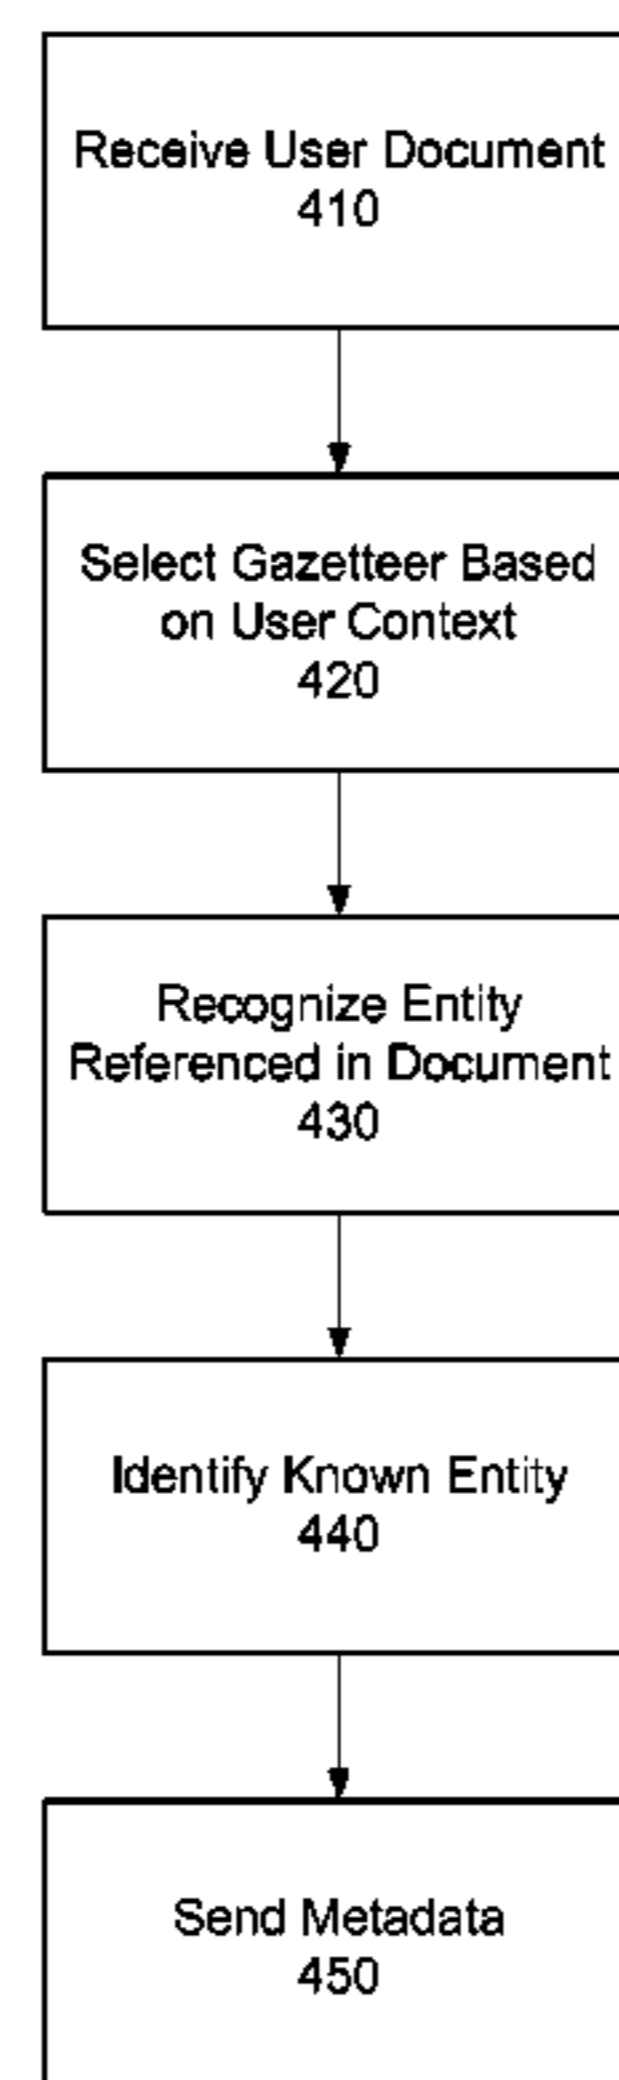 Receive User Document
410
Select Gazetteer Based
on User Context
420
Recognize Entity
Referenced in Document
430
Identify Known Entity
440
Send Metadata
450